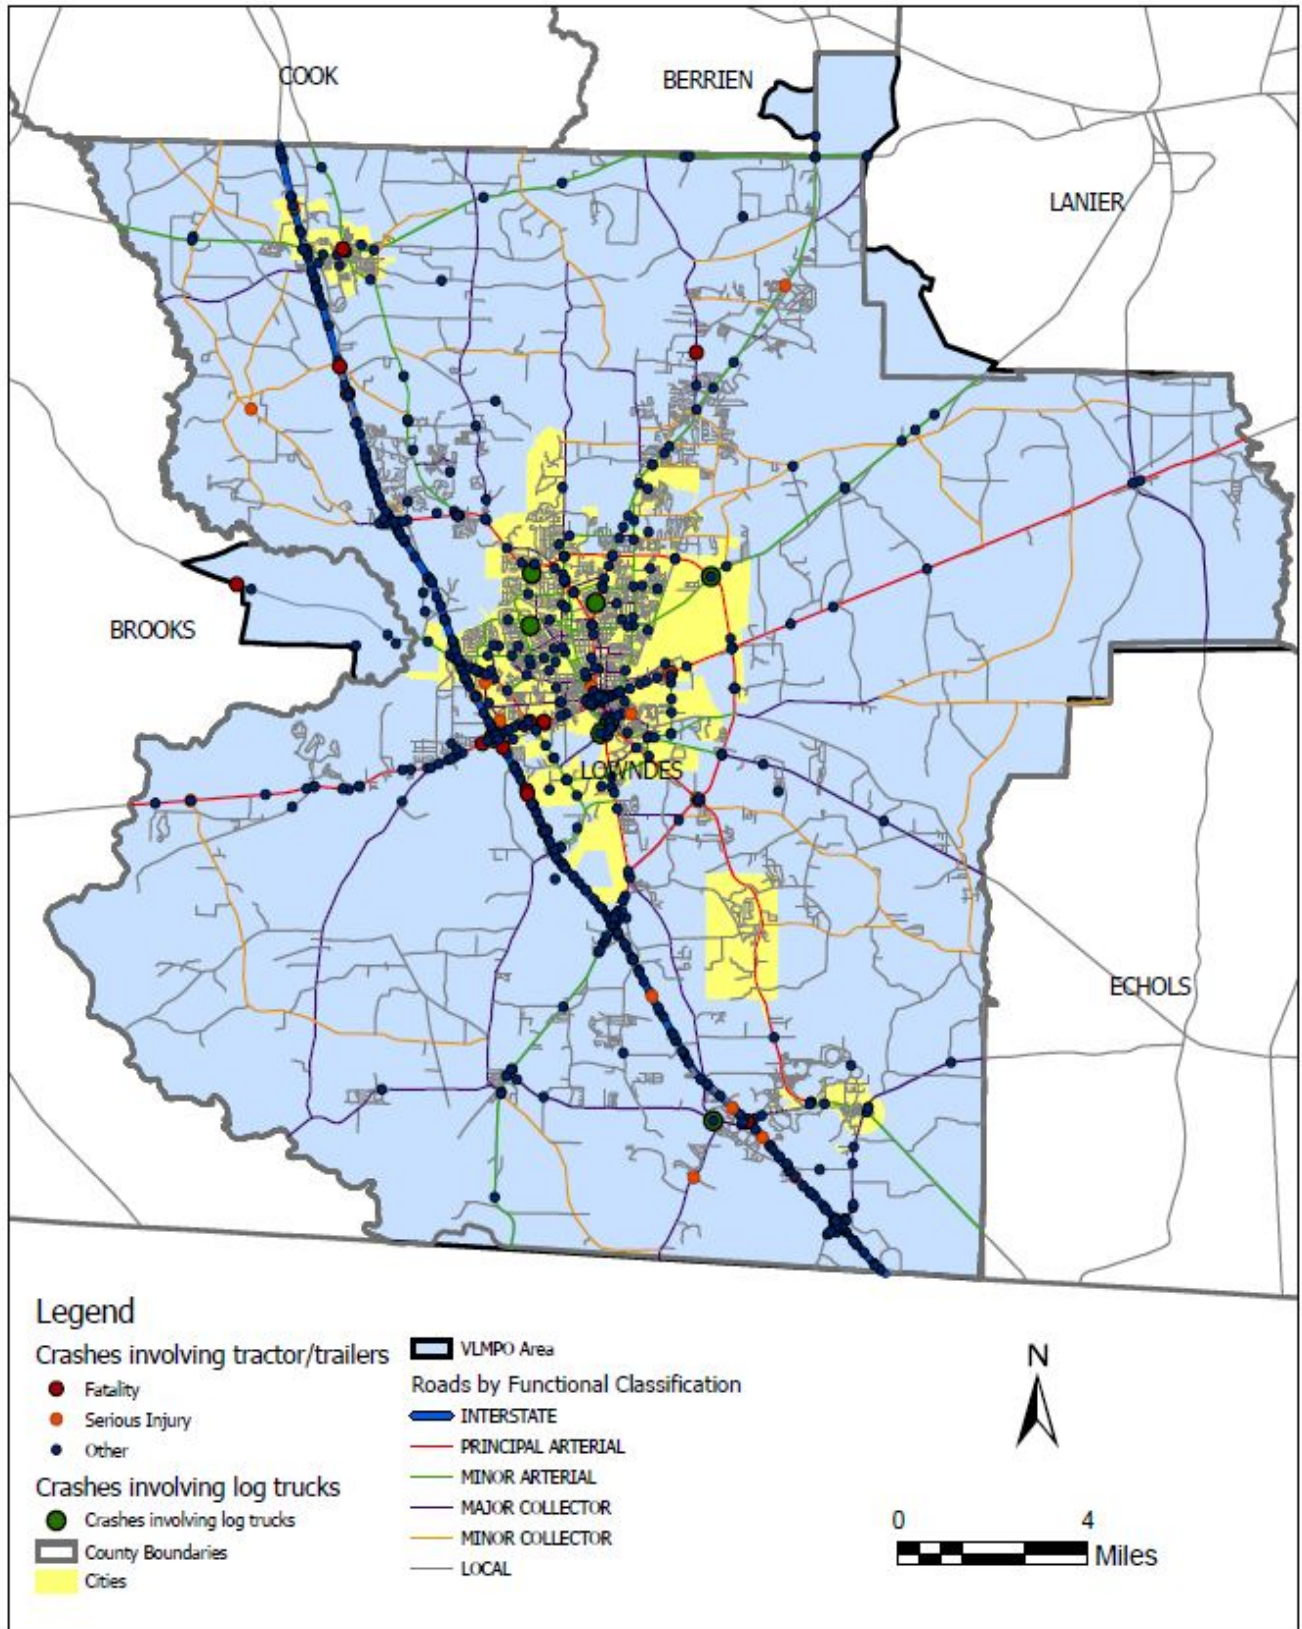 COOK
BERRIEN
LANIER
BROOKS
LOWNDES
ECHOLS
Legend
Crashes involving tractor/trailers
Fatality
Serious Injury
Other
Crashes involving log trucks
Crashes involving log trucks
County Boundaries
Cities
VLMPO Area
Roads by Functional Classification
INTERSTATE
PRINCIPAL ARTERIAL
MINOR ARTERIAL
MAJOR COLLECTOR
MINOR COLLECTOR
LOCAL
N
0 4
Miles